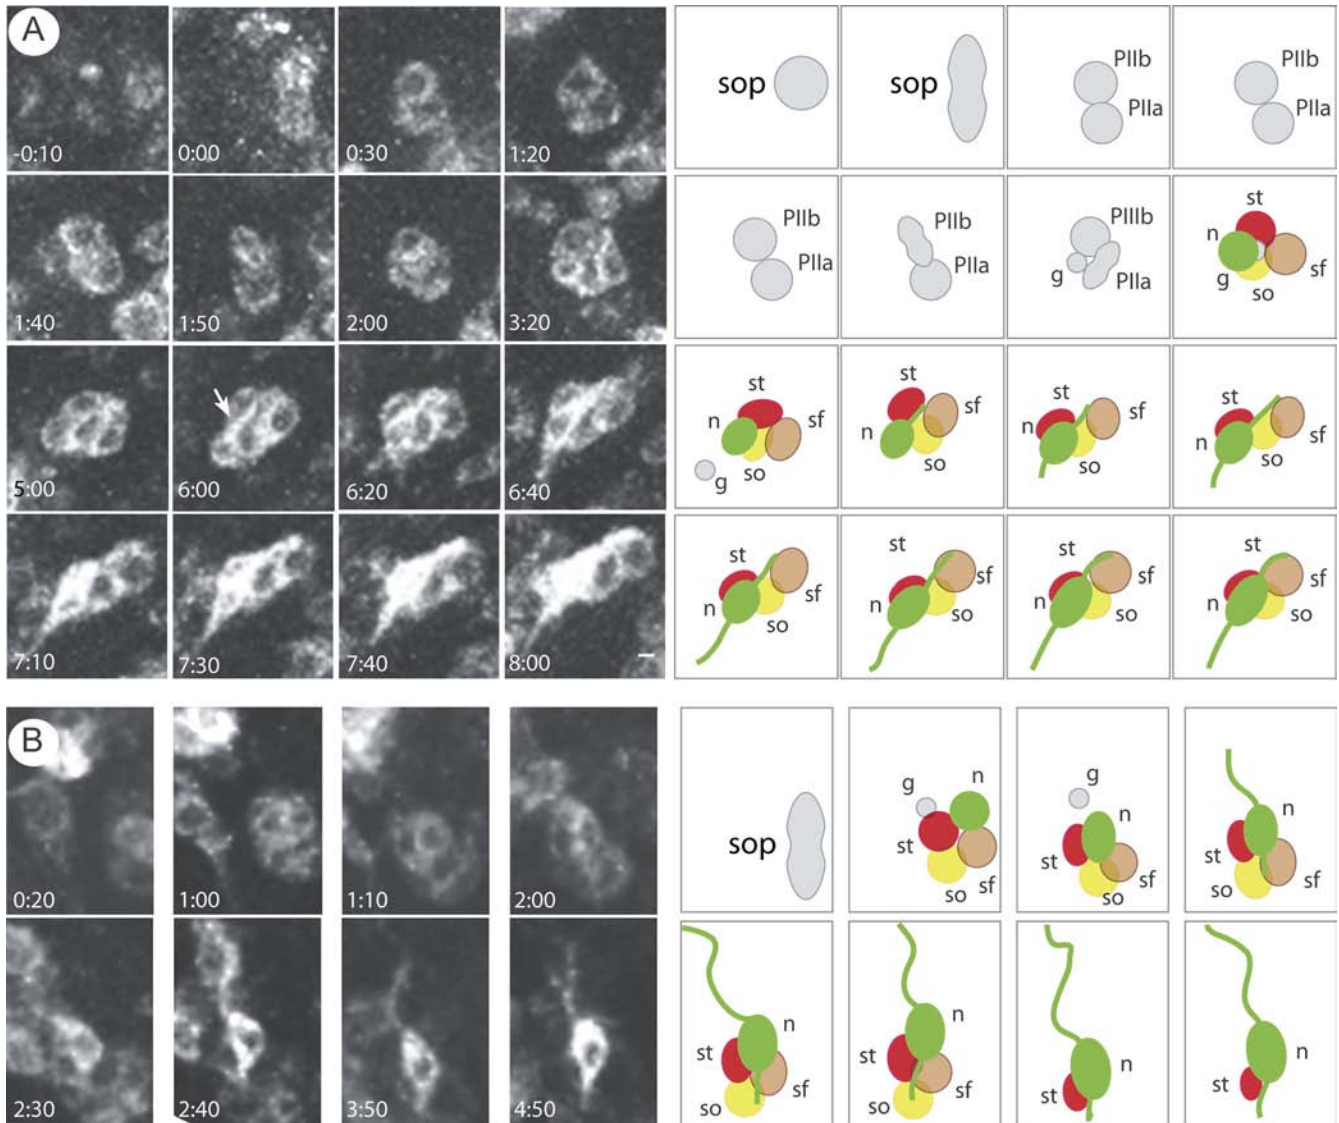 A
-0:10
0:00
0:30
1:20
sop
sop
PIIb
PIIa
PIIb
PIIa
1:40
1:50
2:00
3:20
PIIb
PIIa
PIIb
PIIa
PIIIb
g
PIIa
st
n
g
so
sf
5:00
6:00
6:20
6:40
st
n
sf
so
g
st
n
sf
so
st
n
sf
so
st
n
sf
so
7:10
7:30
7:40
8:00
st
n
sf
so
st
n
sf
so
st
n
sf
so
st
n
sf
so
B
0:20
1:00
1:10
2:00
sop
g
n
st
so
sf
g
n
st
so
sf
n
st
so
sf
2:30
2:40
3:50
4:50
n
st
so
sf
n
st
so
sf
n
st
n
st